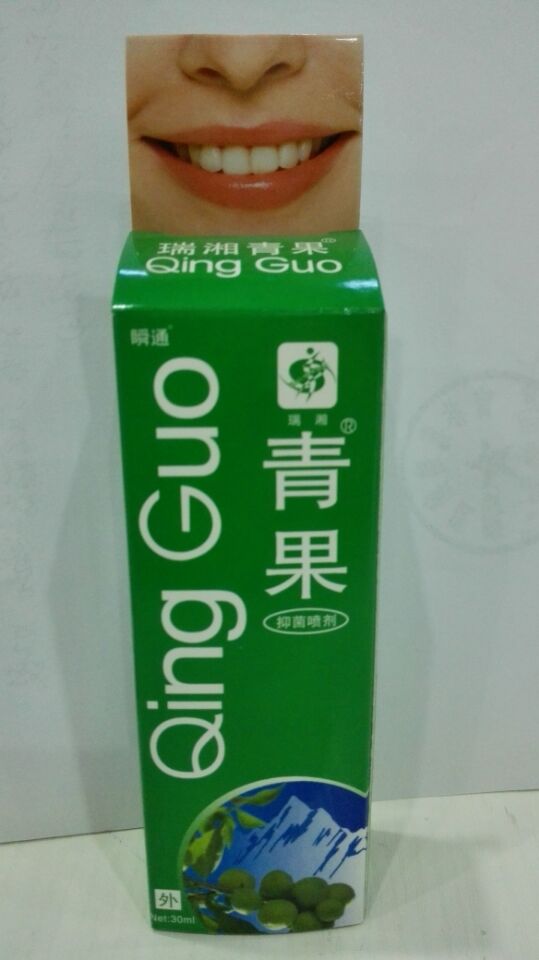 瑞湘青果®
Qing Guo
瞬通®
Qing Guo
瑞湘
青果®
抑菌喷剂
外
Net:30ml